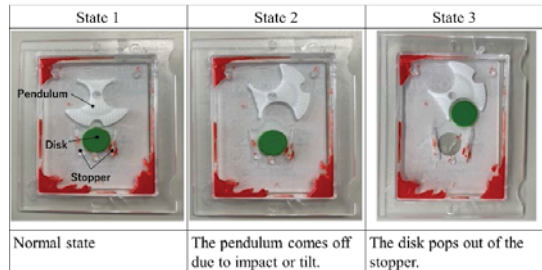 State 1
State 2
State 3
Pendulum
Disk
Stopper
Normal state
The pendulum comes off
due to impact or tilt.
The disk pops out of the
stopper.